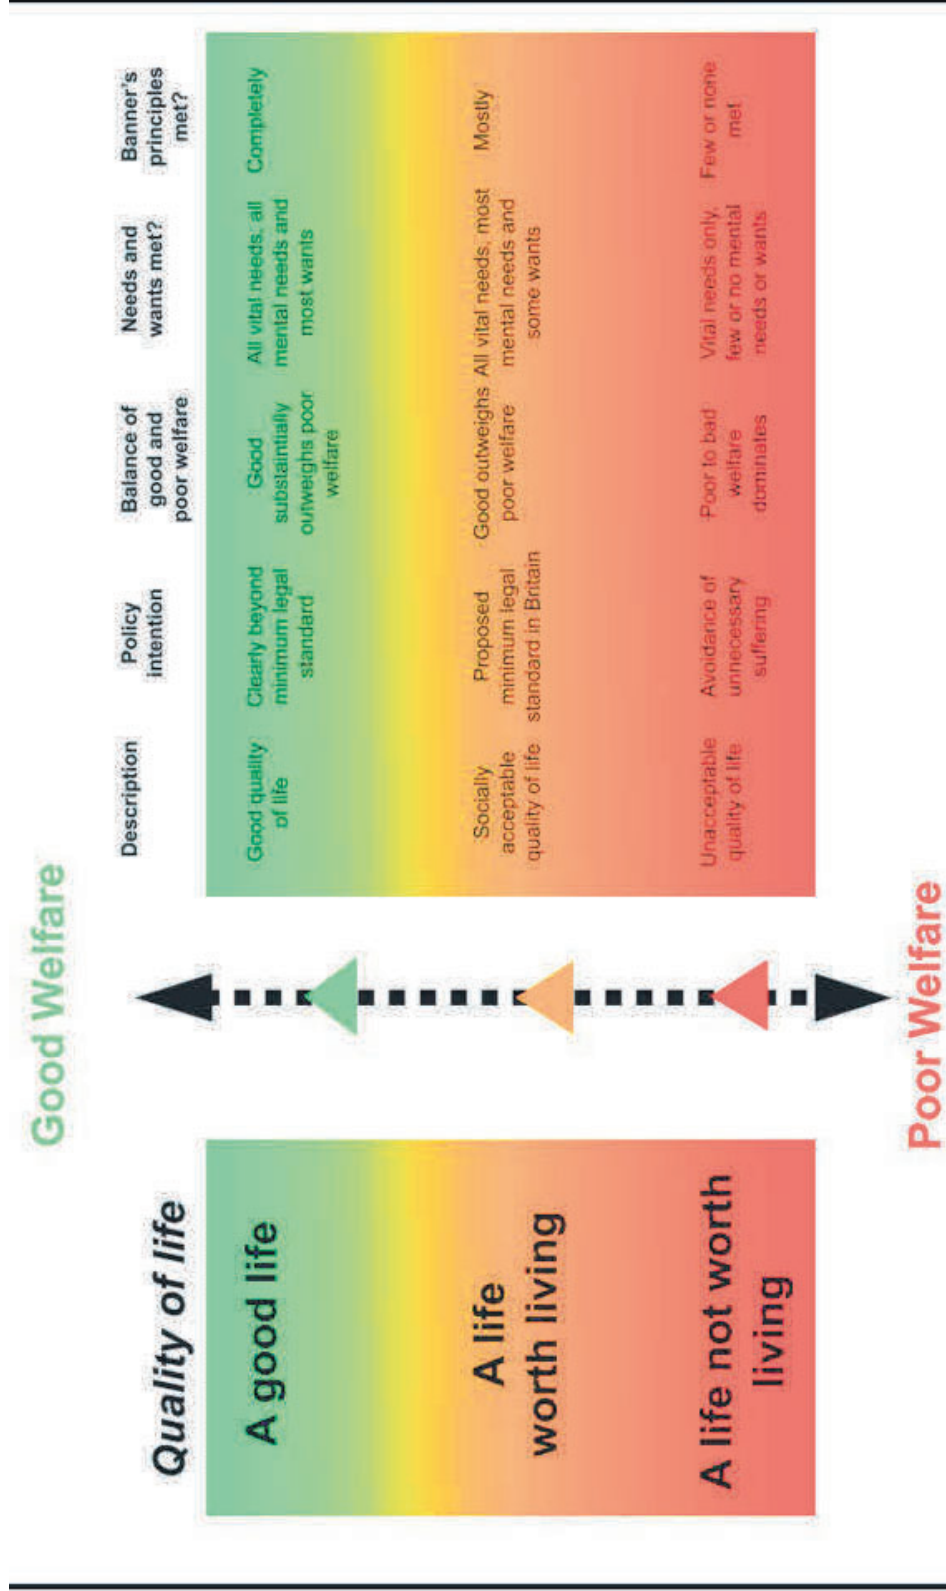 Good Welfare
Quality of life
Description
Policy
intention
Balance of
good and
poor welfare
Needs and
wants met?
Banner's
principles
met?
A good life
Good quality
of life
Clearly beyond
minimum legal
standard
Good
substaintially
outweighs poor
welfare
All vital needs, all
mental needs and
most wants
Completely
A life
worth living
Socially
acceptable
quality of life
Proposed
minimum legal
standard in Britain
Good outweighs
poor welfare
All vital needs, most
mental needs and
some wants
Mostly
A life not worth
living
Unacceptable
quality of life
Avoidance of
unnecessary
suffering
Poor to bad
welfare
dominates
Vital needs only,
few or no mental
needs or wants
Few or none
met
Poor Welfare